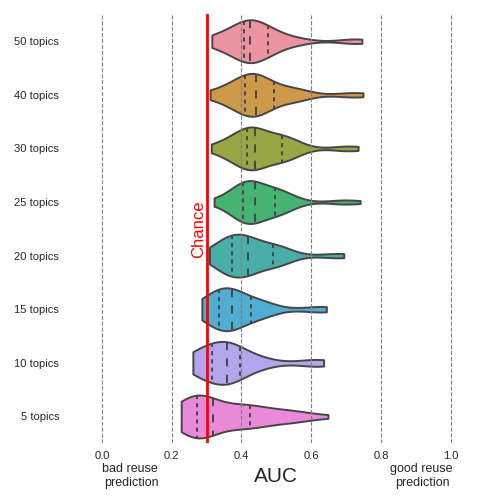 50 topics
40 topics
30 topics
25 topics
20 topics
15 topics
10 topics
5 topics
Chance
0.0 0.2 0.4 0.6 0.8 1.0
bad reuse
prediction
AUC
good reuse
prediction